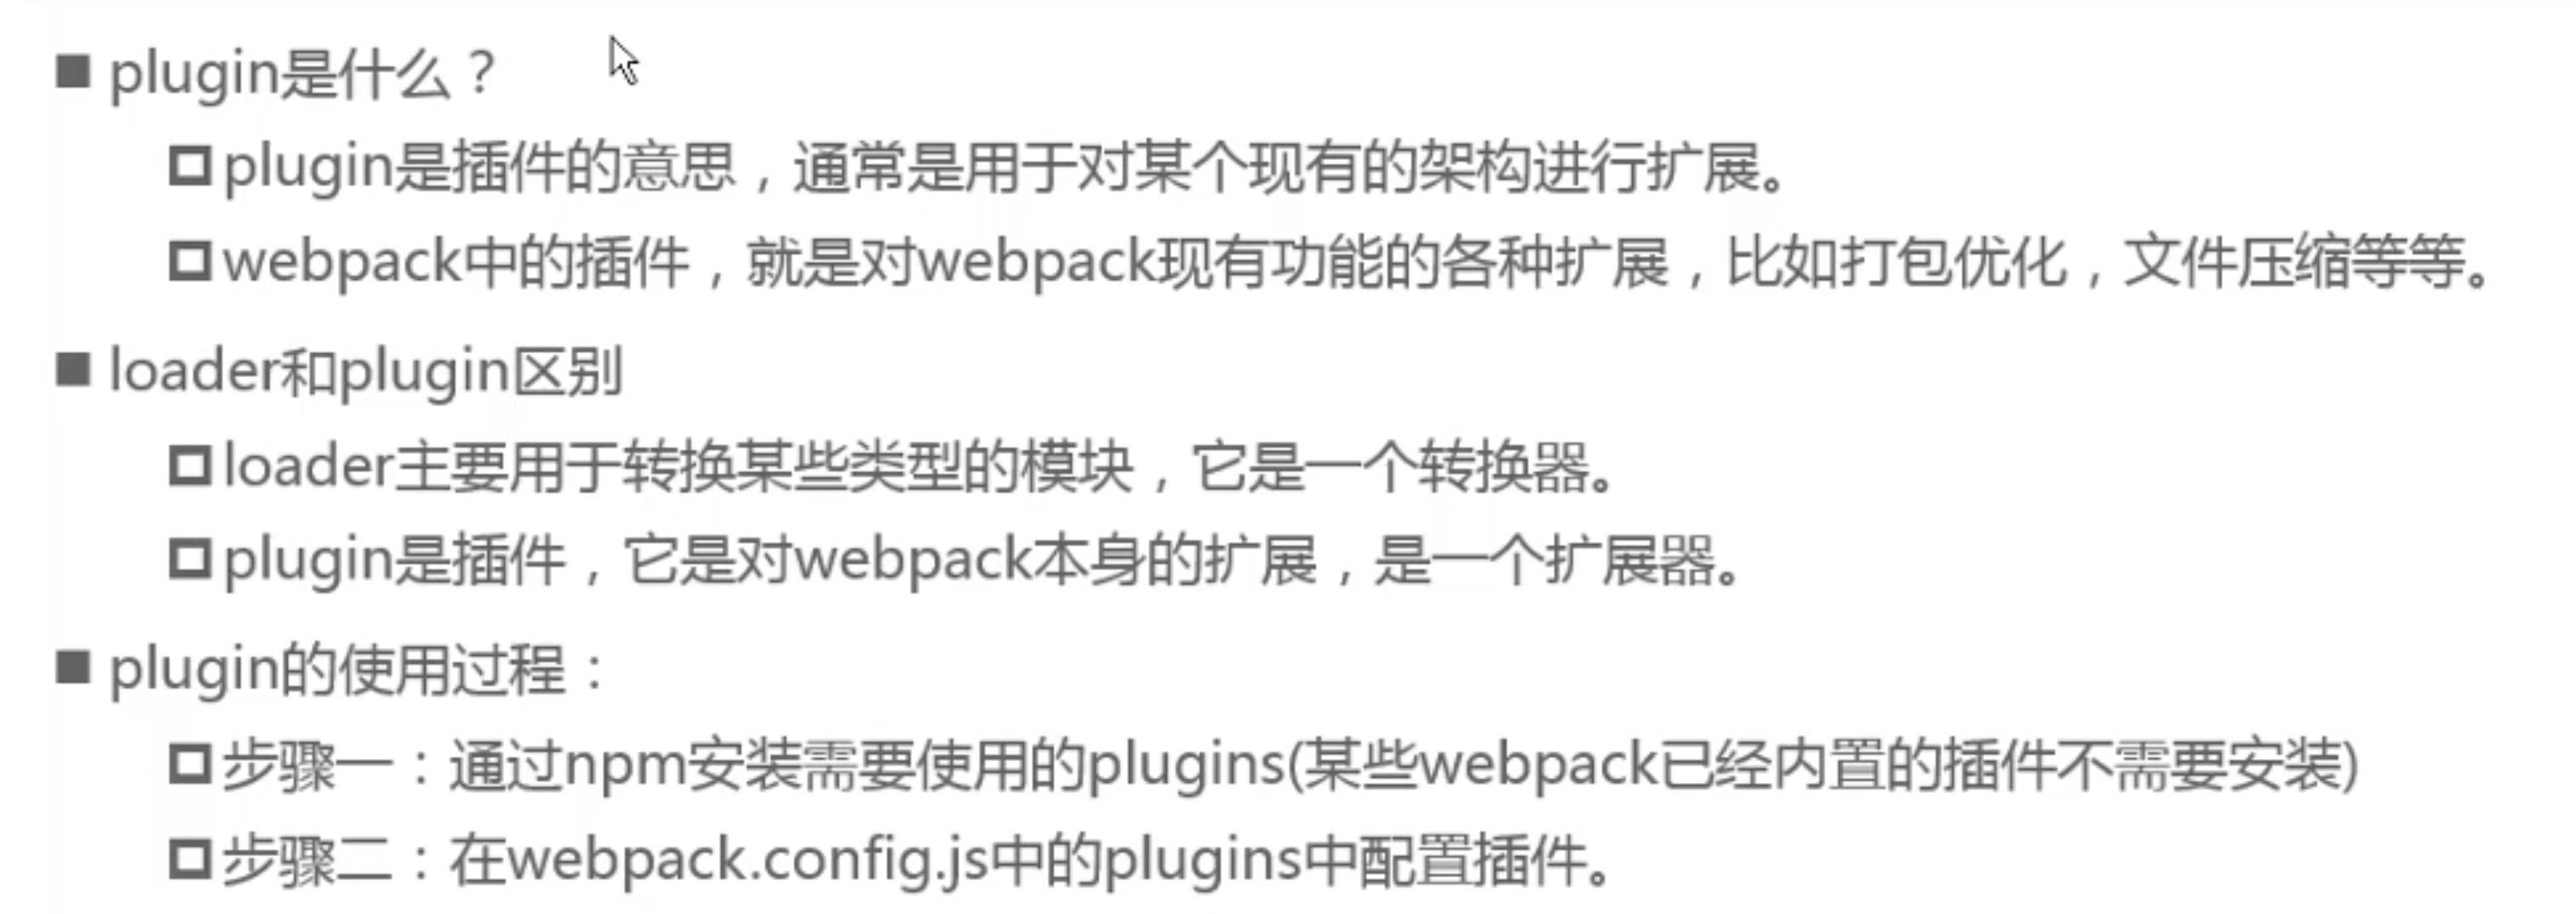 plugin是什么？
plugin是插件的意思，通常是用于对某个现有的架构进行扩展。
webpack中的插件，就是对webpack现有功能的各种扩展，比如打包优化，文件压缩等等。
loader和plugin区别
loader主要用于转换某些类型的模块，它是一个转换器。
plugin是插件，它是对webpack本身的扩展，是一个扩展器。
plugin的使用过程：
步骤一：通过npm安装需要使用的plugins(某些webpack已经内置的插件不需要安装)
步骤二：在webpack.config.js中的plugins中配置插件。